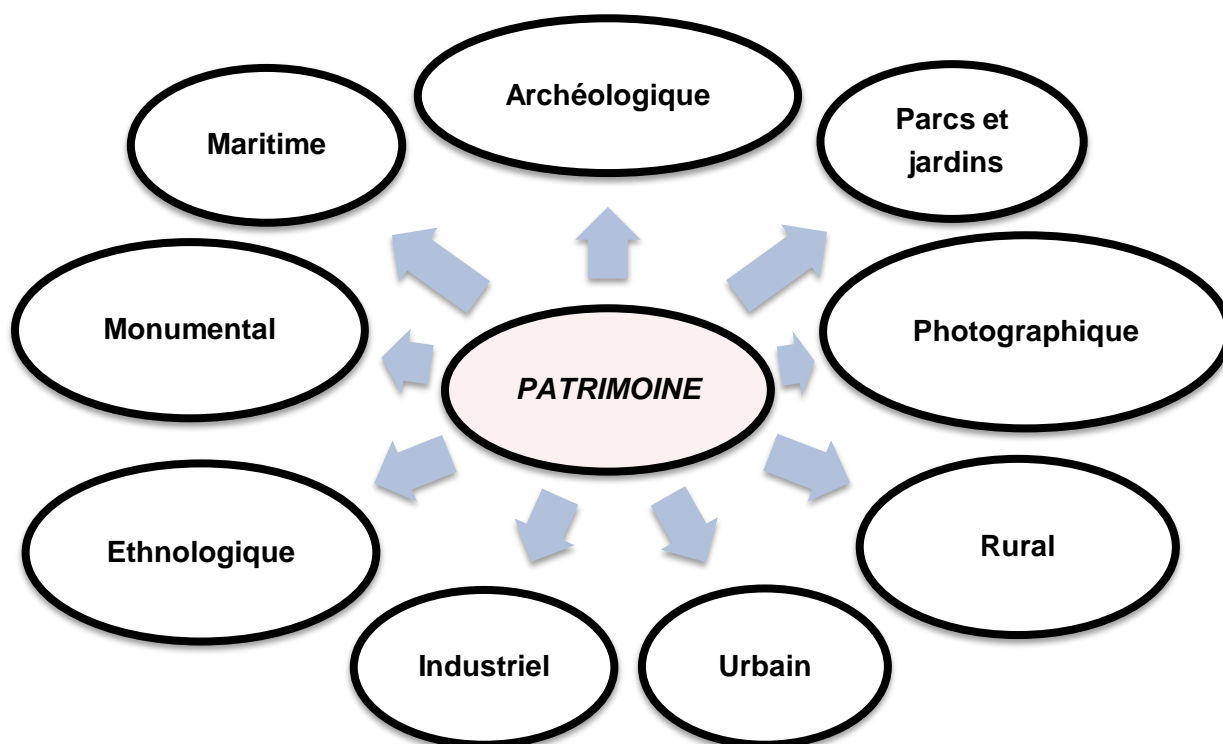 Archéologique
Maritime
Parcs et
jardins
Monumental
Photographique
PATRIMOINE
Ethnologique
Rural
Industriel
Urbain